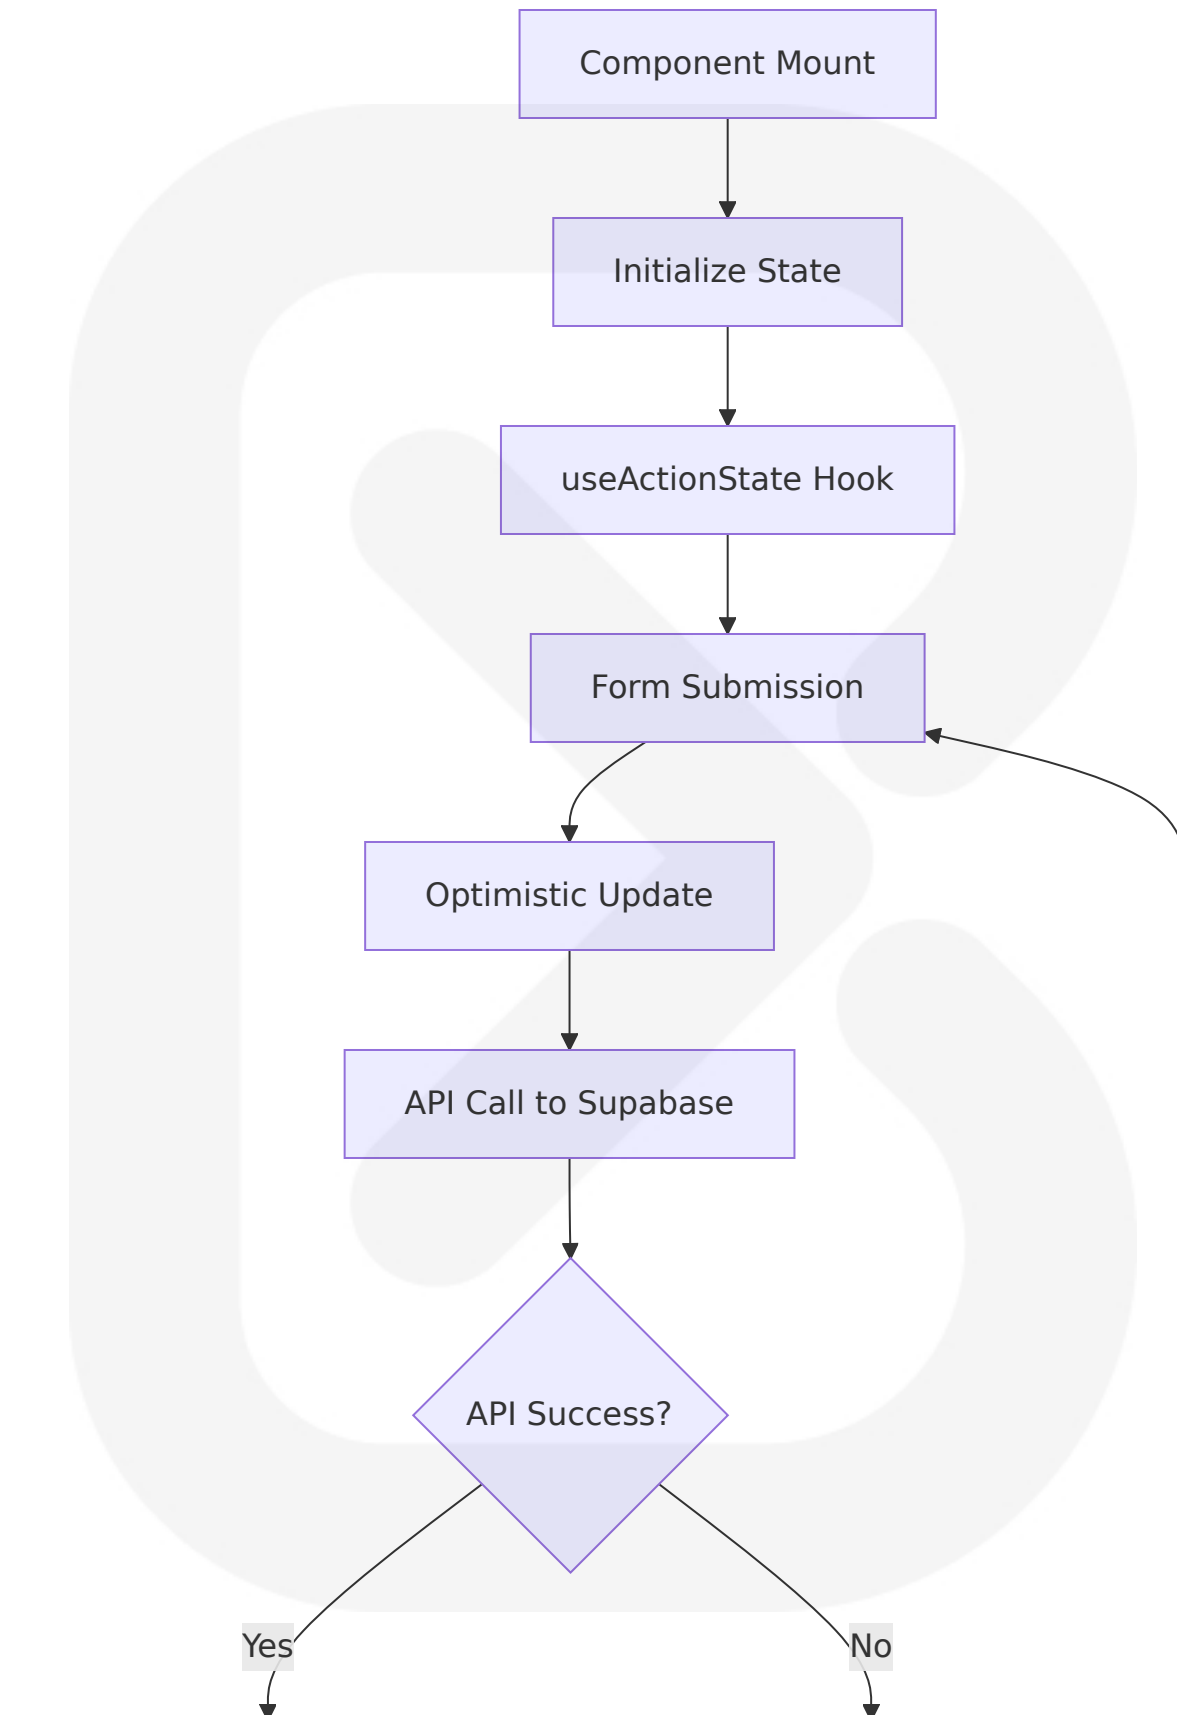 Component Mount
Initialize State
useActionState Hook
Form Submission
Optimistic Update
API Call to Supabase
API Success?
Yes
No